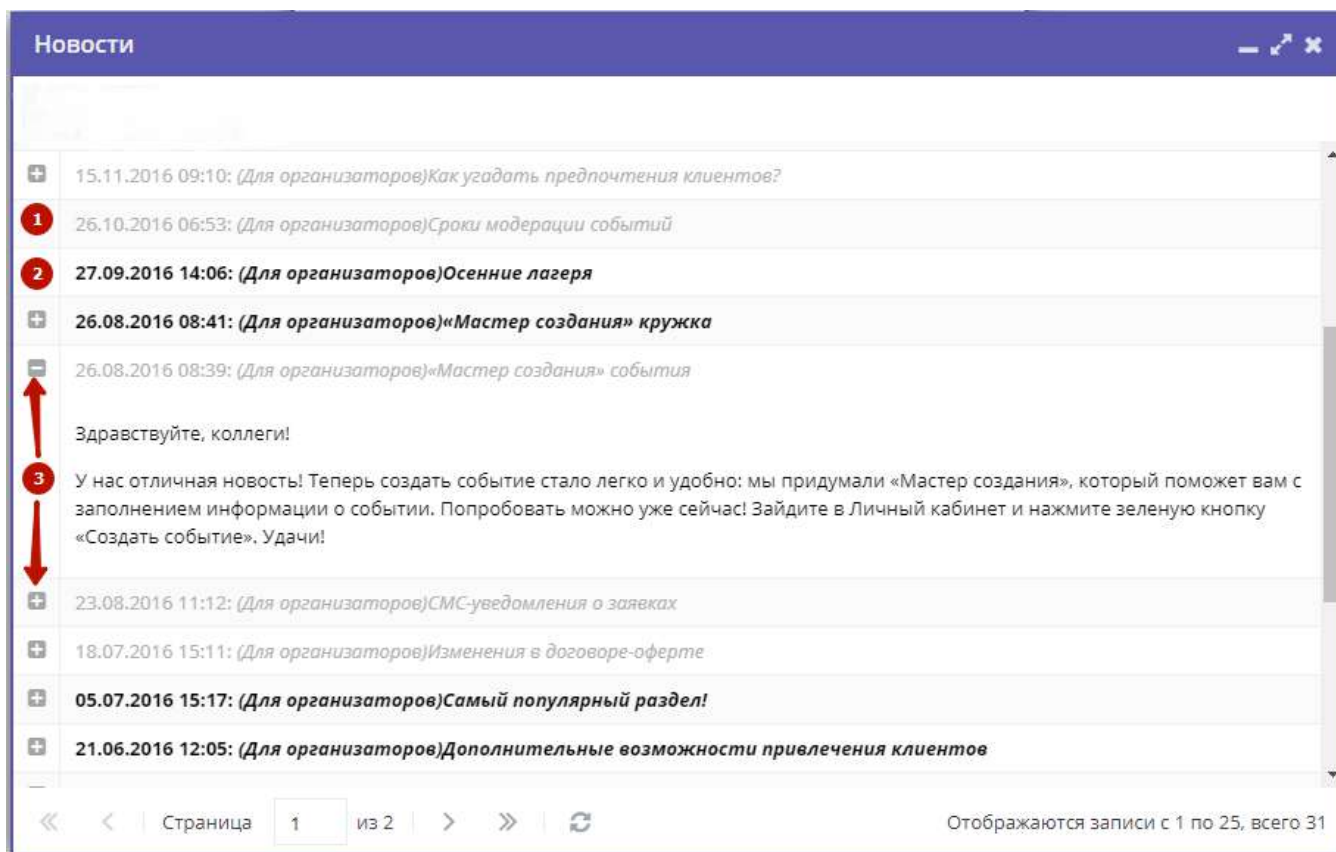 Новости
15.11.2016 09:10: (Для организаторов)Как угадать предпочтения клиентов?
1
26.10.2016 06:53: (Для организаторов)Сроки модерации событий
2
27.09.2016 14:06: (Для организаторов)Осенние лагеря
26.08.2016 08:41: (Для организаторов)«Мастер создания» кружка
26.08.2016 08:39: (Для организаторов)«Мастер создания» события
Здравствуйте, коллеги!
3
У нас отличная новость! Теперь создать событие стало легко и удобно: мы придумали «Мастер создания», который поможет вам с
заполнением информации о событии. Попробовать можно уже сейчас! Зайдите в Личный кабинет и нажмите зеленую кнопку
«Создать событие». Удачи!
23.08.2016 11:12: (Для организаторов)СМС-уведомления о заявках
18.07.2016 15:11: (Для организаторов)Изменения в договоре-оферте
05.07.2016 15:17: (Для организаторов)Самый популярный раздел!
21.06.2016 12:05: (Для организаторов)Дополнительные возможности привлечения клиентов
Страница 1 из 2
Отображаются записи с 1 по 25, всего 31